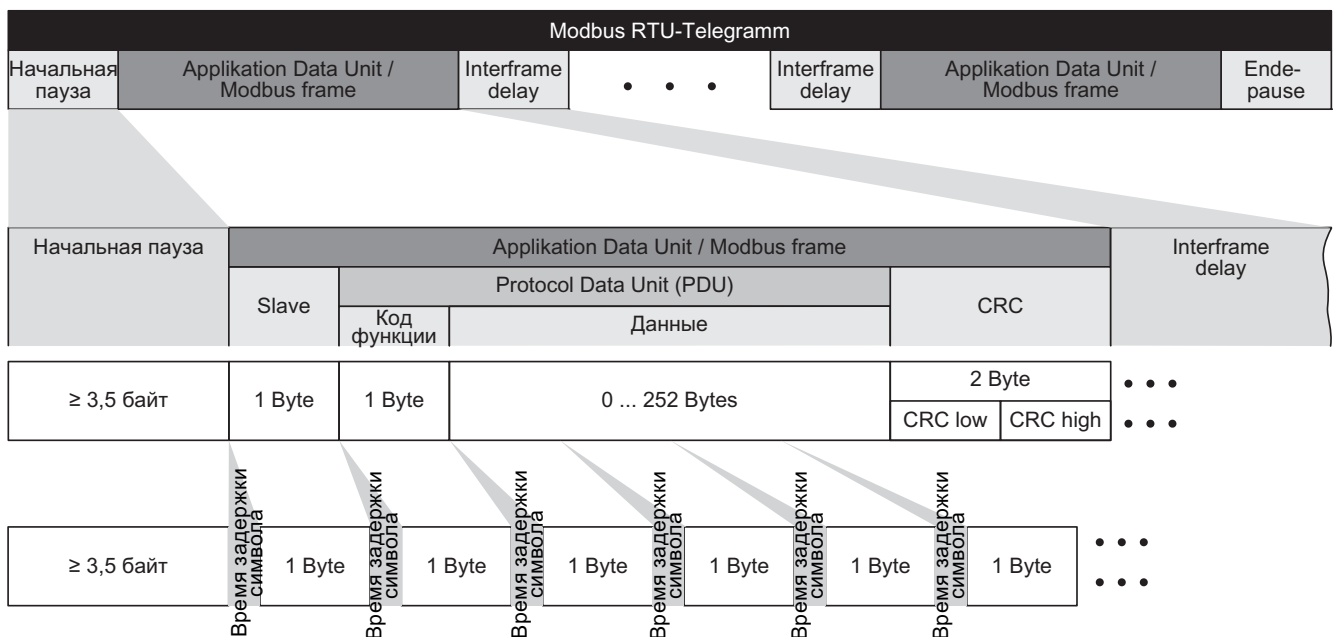 Modbus RTU-Telegramm
Начальная
пауза
Applikation Data Unit /
Modbus frame
Interframe
delay
• • •
Interframe
delay
Applikation Data Unit /
Modbus frame
Ende-
pause
Начальная пауза
Applikation Data Unit / Modbus frame
Interframe
delay
Slave
Protocol Data Unit (PDU)
CRC
Код
функции
Данные
≥ 3,5 байт
1 Byte
1 Byte
0 ... 252 Bytes
2 Byte
• • •
CRC low
CRC high
• • •
≥ 3,5 байт
Время задержки
символа
1 Byte
Время задержки
символа
1 Byte
Время задержки
символа
1 Byte
Время задержки
символа
1 Byte
Время задержки
символа
1 Byte
Время задержки
символа
1 Byte
• • •
• • •